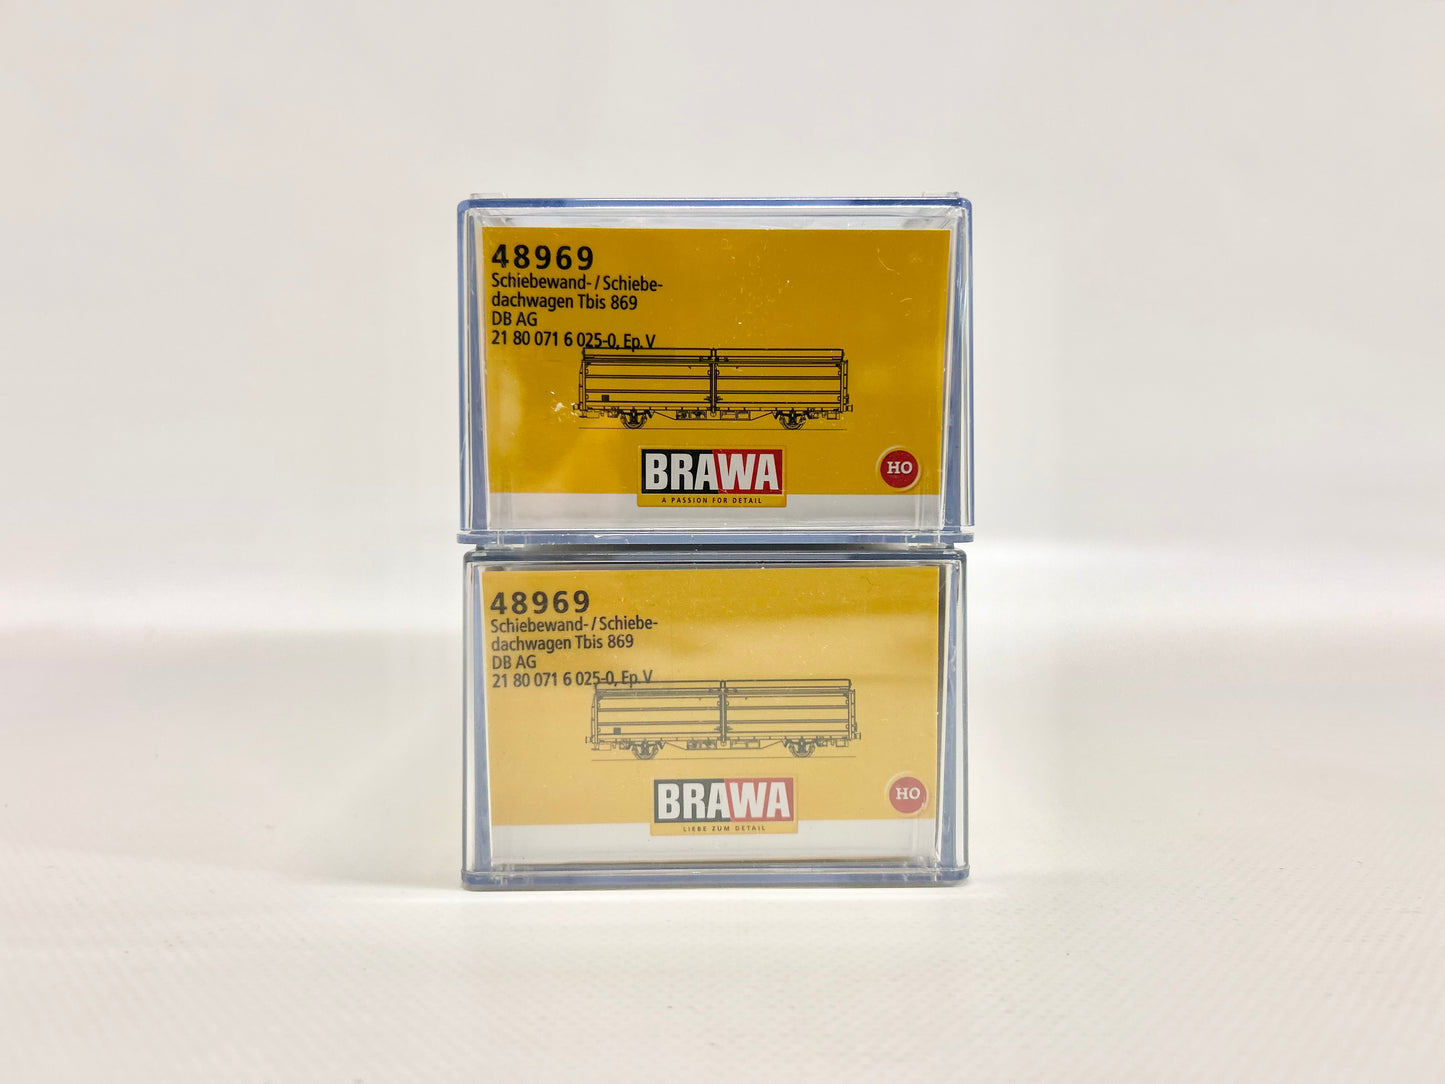 48969
Schiebewand- / Schiebe-
dachwagen Tbis 869
DB AG
21 80 071 6 025-0, Ep. V
BRAWA
A PASSION FOR DETAIL
HO
48969
Schiebewand- / Schiebe-
dachwagen Tbis 869
DB AG
21 80 071 6 025-0, Ep. V
BRAWA
LIEBE ZUM DETAIL
HO